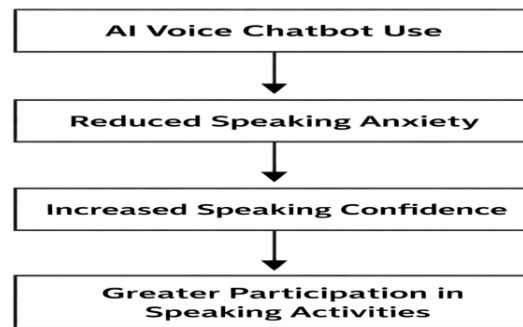 AI Voice Chatbot Use
Reduced Speaking Anxiety
Increased Speaking Confidence
Greater Participation in
Speaking Activities